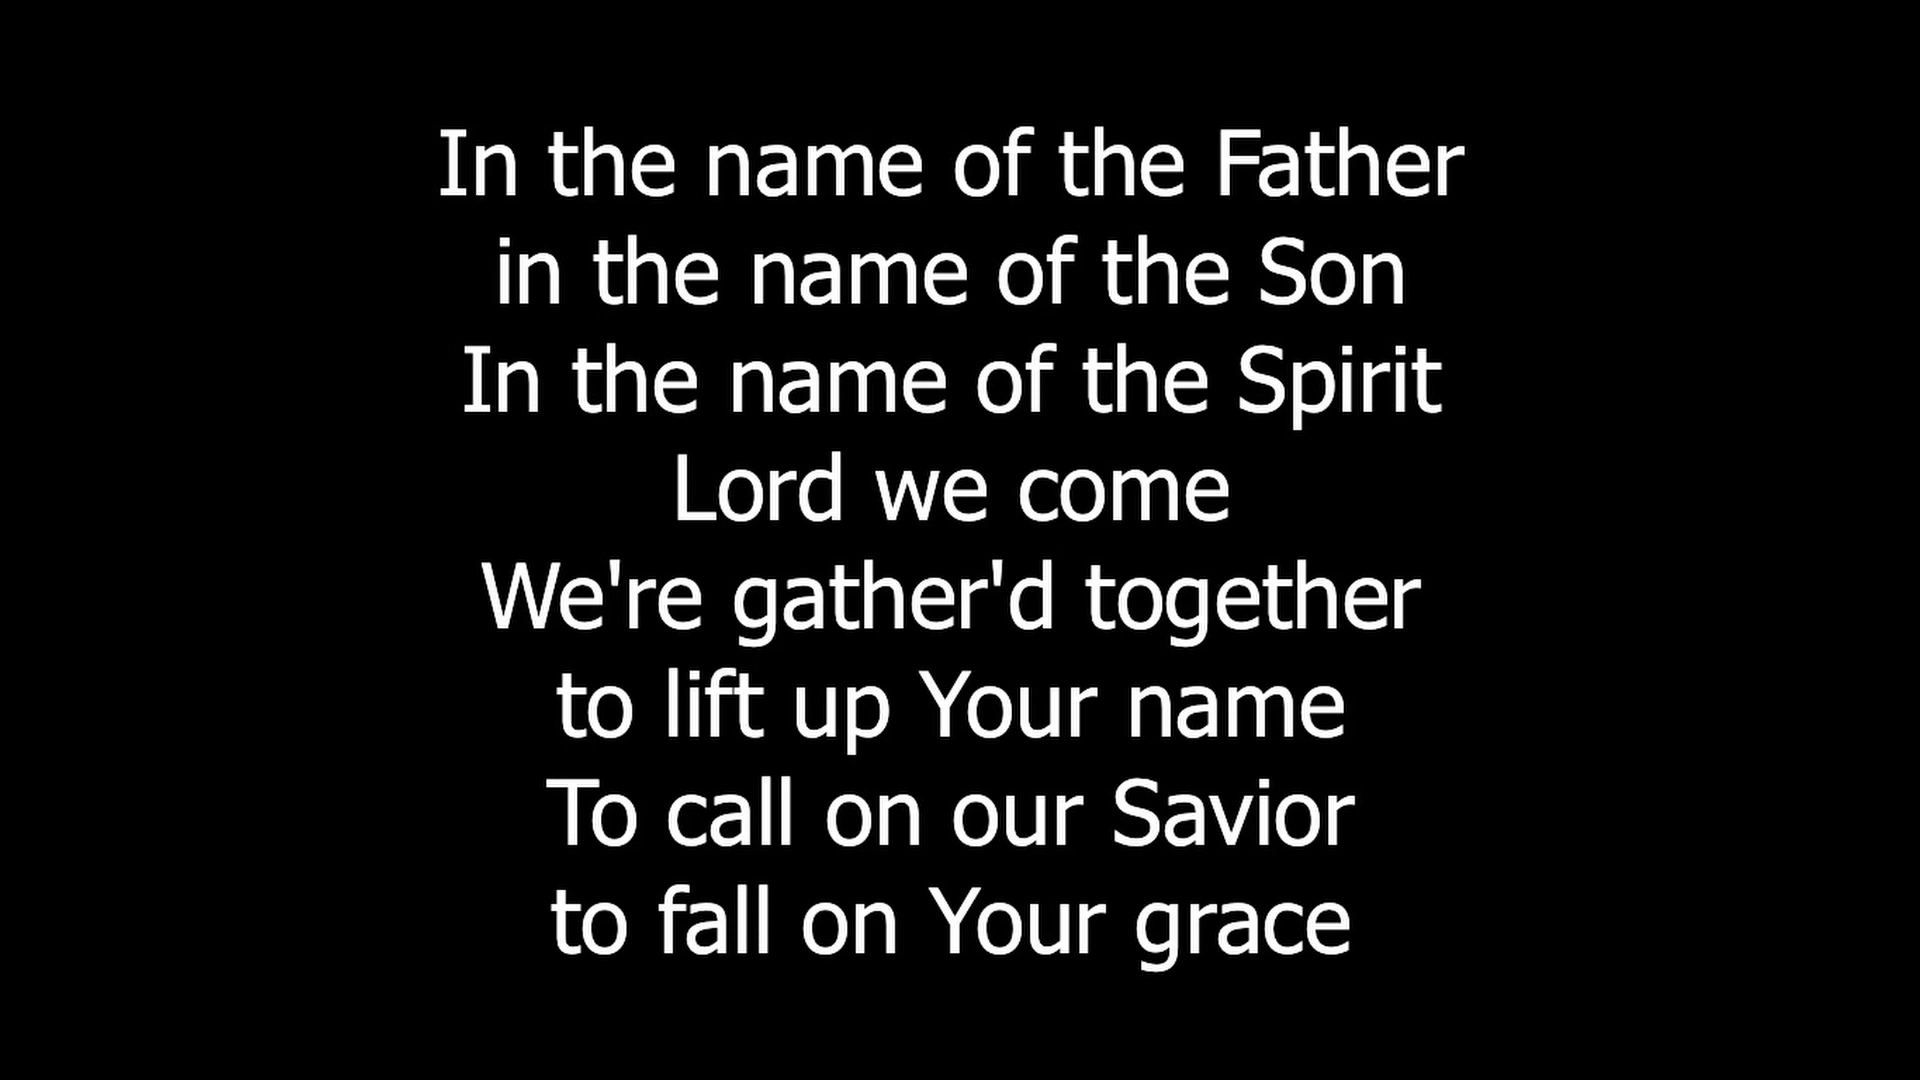 In the name of the Father
in the name of the Son
In the name of the Spirit
Lord we come
We're gather'd together
to lift up Your name
To call on our Savior
to fall on Your grace